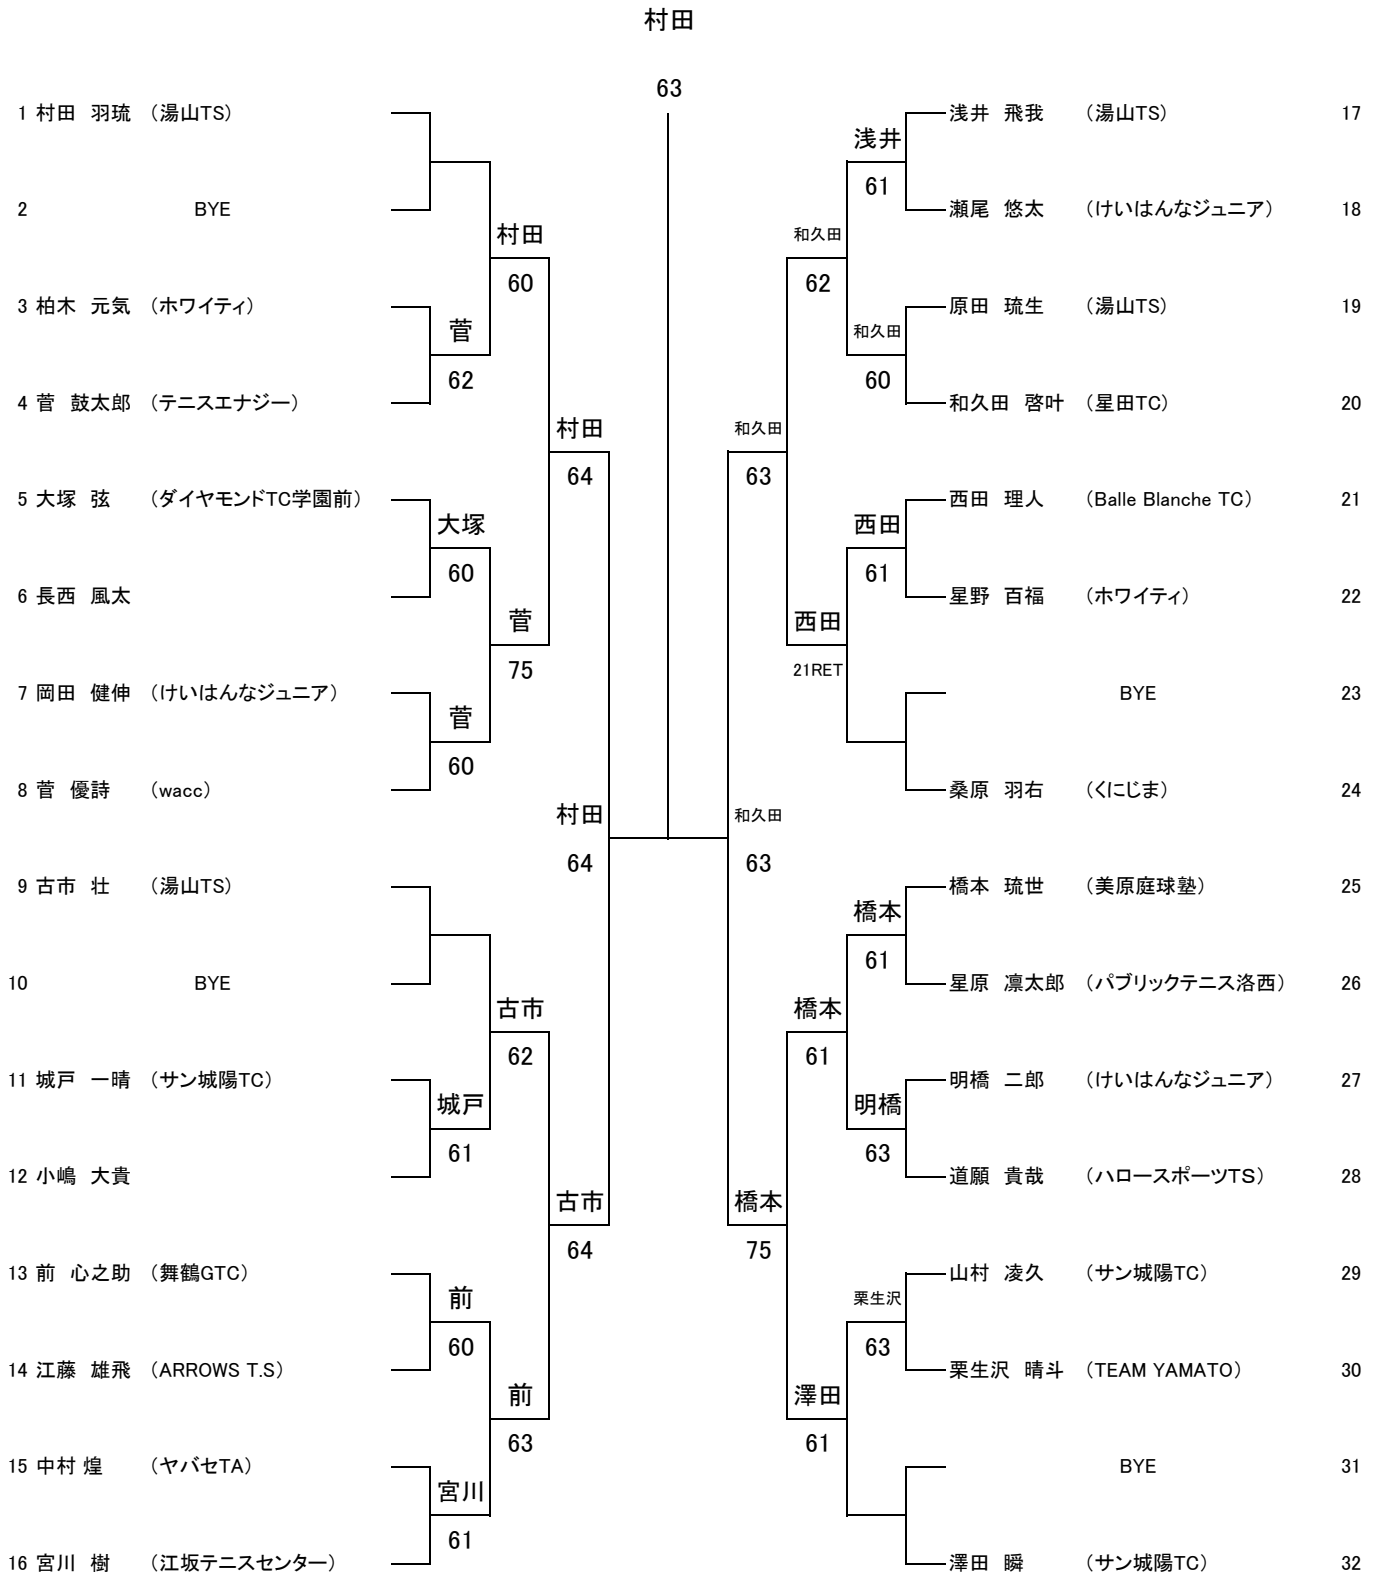 村田
63
1 村田 羽琉 (湯山TS)
2 BYE
村田
60
3 柏木 元気 (ホワイティ)
菅
62
4 菅 鼓太郎 (テニスエナジー)
村田
64
5 大塚 弦 (ダイヤモンドTC学園前)
大塚
60
6 長西 風太
菅
75
7 岡田 健伸 (けいはんなジュニア)
菅
60
8 菅 優詩 (wacc)
村田
64
9 古市 壮 (湯山TS)
10 BYE
古市
62
11 城戸 一晴 (サン城陽TC)
城戸
61
12 小嶋 大貴
古市
64
13 前 心之助 (舞鶴GTC)
前
60
14 江藤 雄飛 (ARROWS T.S)
前
63
15 中村 煌 (ヤバセTA)
宮川
61
16 宮川 樹 (江坂テニスセンター)
浅井 飛我 (湯山TS) 17
浅井
61
瀬尾 悠太 (けいはんなジュニア) 18
和久田
62
原田 琉生 (湯山TS) 19
和久田
60
和久田 啓叶 (星田TC) 20
和久田
63
西田 理人 (Balle Blanche TC) 21
西田
61
星野 百福 (ホワイティ) 22
西田
21RET
BYE 23
桑原 羽右 (くにじま) 24
和久田
63
橋本 琉世 (美原庭球塾) 25
橋本
61
星原 凛太郎 (パブリックテニス洛西) 26
橋本
61
明橋 二郎 (けいはんなジュニア) 27
明橋
63
道願 貴哉 (ハロースポーツTS) 28
橋本
75
山村 凌久 (サン城陽TC) 29
栗生沢
63
栗生沢 晴斗 (TEAM YAMATO) 30
澤田
61
BYE 31
澤田 瞬 (サン城陽TC) 32